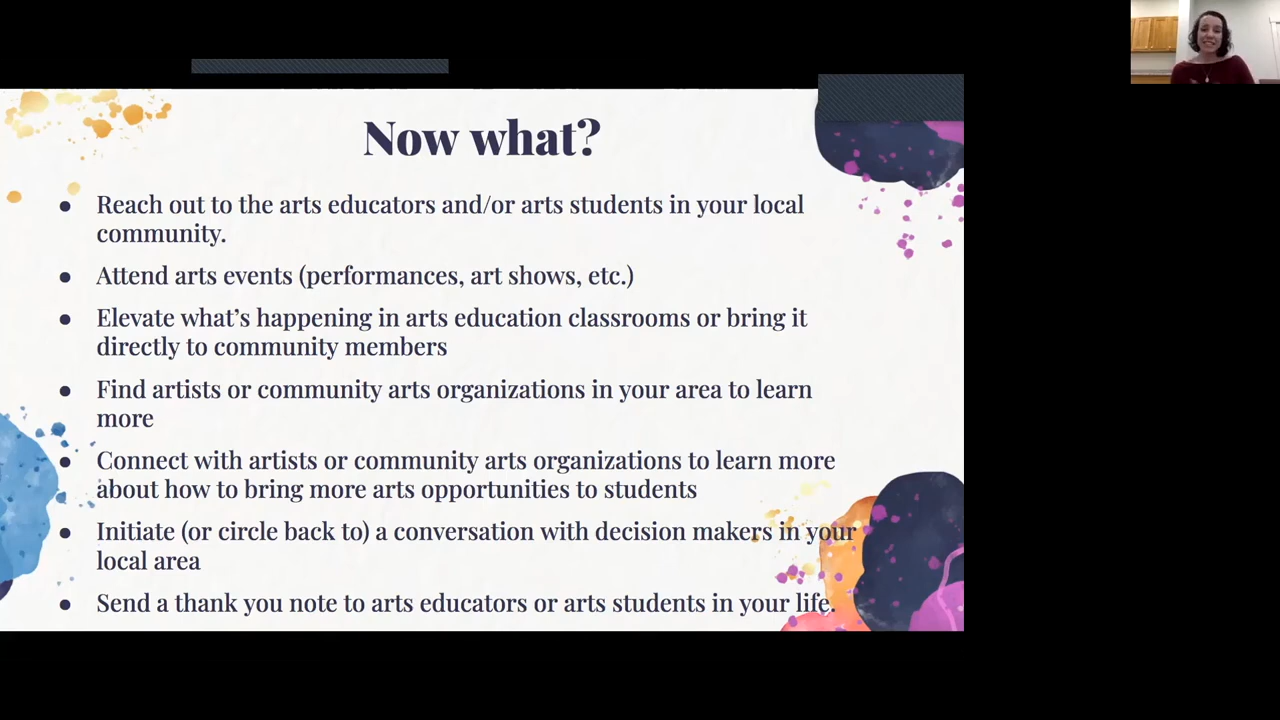 Now what?
● Reach out to the arts educators and/or arts students in your local
community.
● Attend arts events (performances, art shows, etc.)
● Elevate what’s happening in arts education classrooms or bring it
directly to community members
● Find artists or community arts organizations in your area to learn
more
● Connect with artists or community arts organizations to learn more
about how to bring more arts opportunities to students
● Initiate (or circle back to) a conversation with decision makers in your
local area
● Send a thank you note to arts educators or arts students in your life.